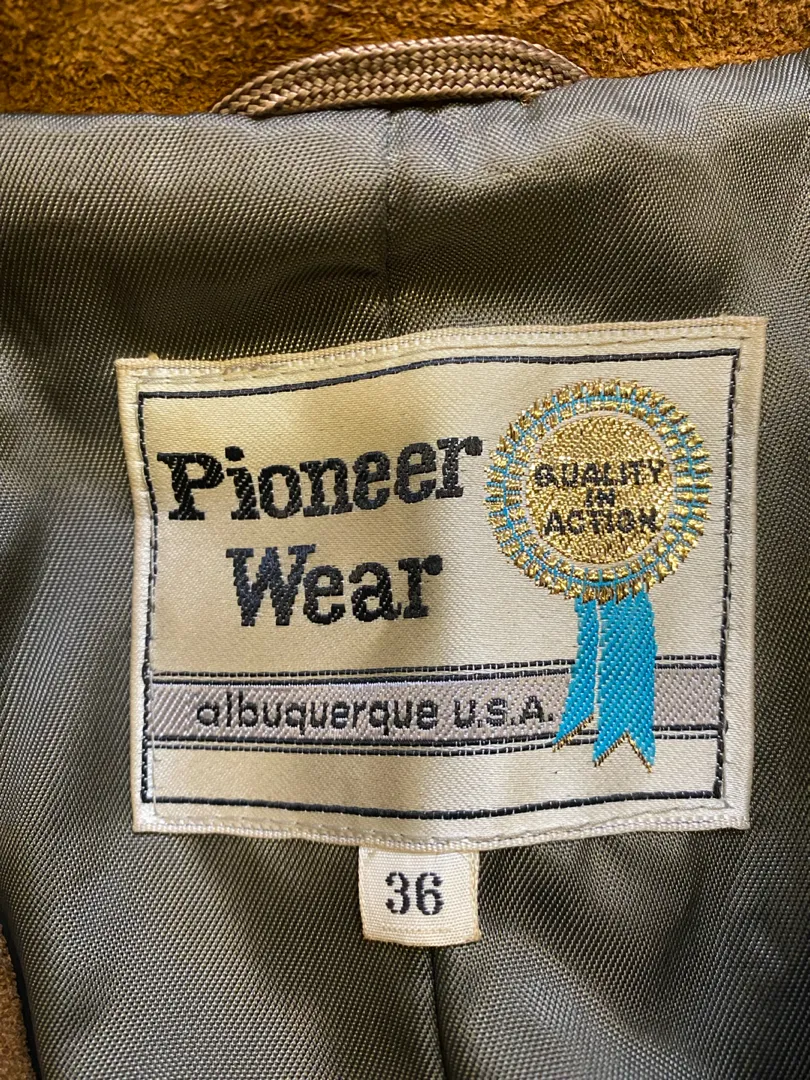 Pioneer
Wear
QUALITY
IN
ACTION
albuquerque U.S.A.
36